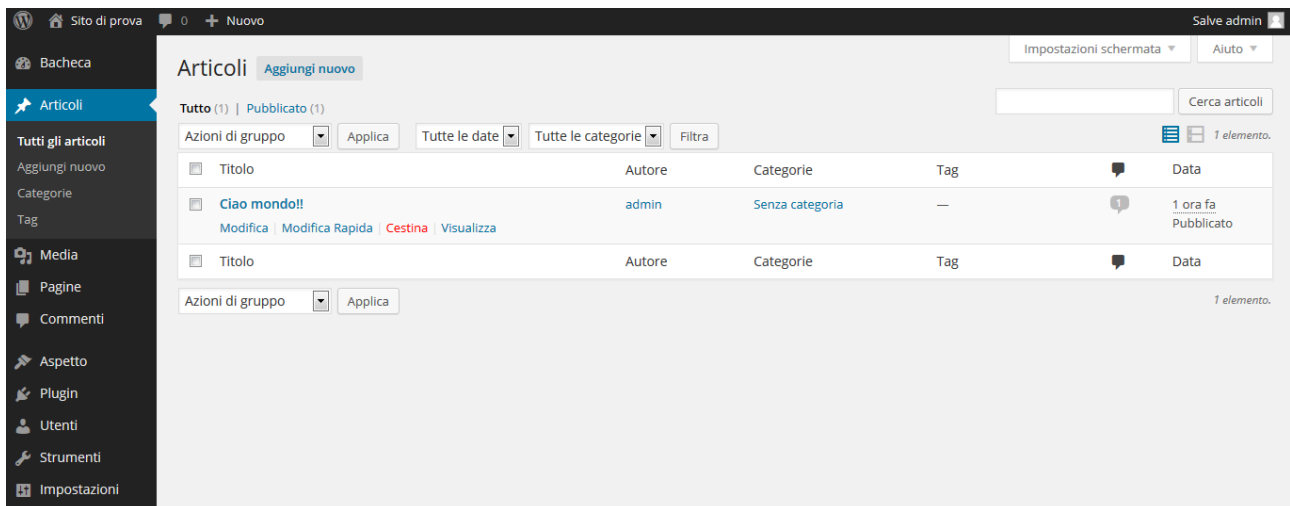 Sito di prova 0 + Nuovo Salve admin
Bacheca
Articoli
Tutti gli articoli
Aggiungi nuovo
Categorie
Tag
Media
Pagine
Commenti
Aspetto
Plugin
Utenti
Strumenti
Impostazioni
Impostazioni schermata Aiuto
Articoli Aggiungi nuovo
Tutto (1) | Pubblicato (1) Cerca articoli
Azioni di gruppo Applica Tutte le date Tutte le categorie Filtra 1 elemento.
Titolo Autore Categorie Tag Data
Ciao mondo!! admin Senza categoria — 1 1 ora fa
Modifica | Modifica Rapida | Cestina | Visualizza Pubblicato
Titolo Autore Categorie Tag Data
Azioni di gruppo Applica 1 elemento.